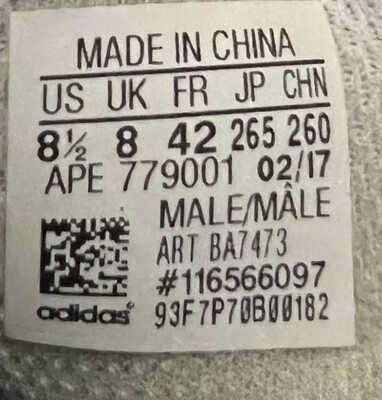 MADE IN CHINA
US UK FR JP CHN
8½ 8 42 265 260
APE 779001 02/17
MALE/MÂLE
ART BA7473
#116566097
adidas® 93F7P70B00182